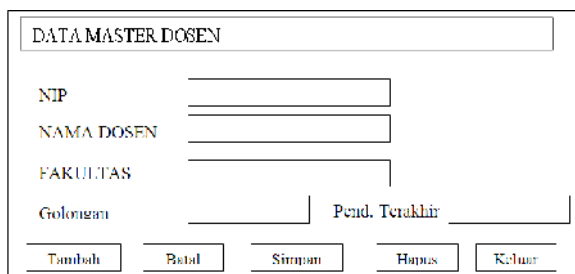 DATA MASTER DOSEN
NIP
NAMA DOSEN
FAKULTAS
Golongan Pend. Terakhir
Tambah Batal Simpan Hapus Keluar